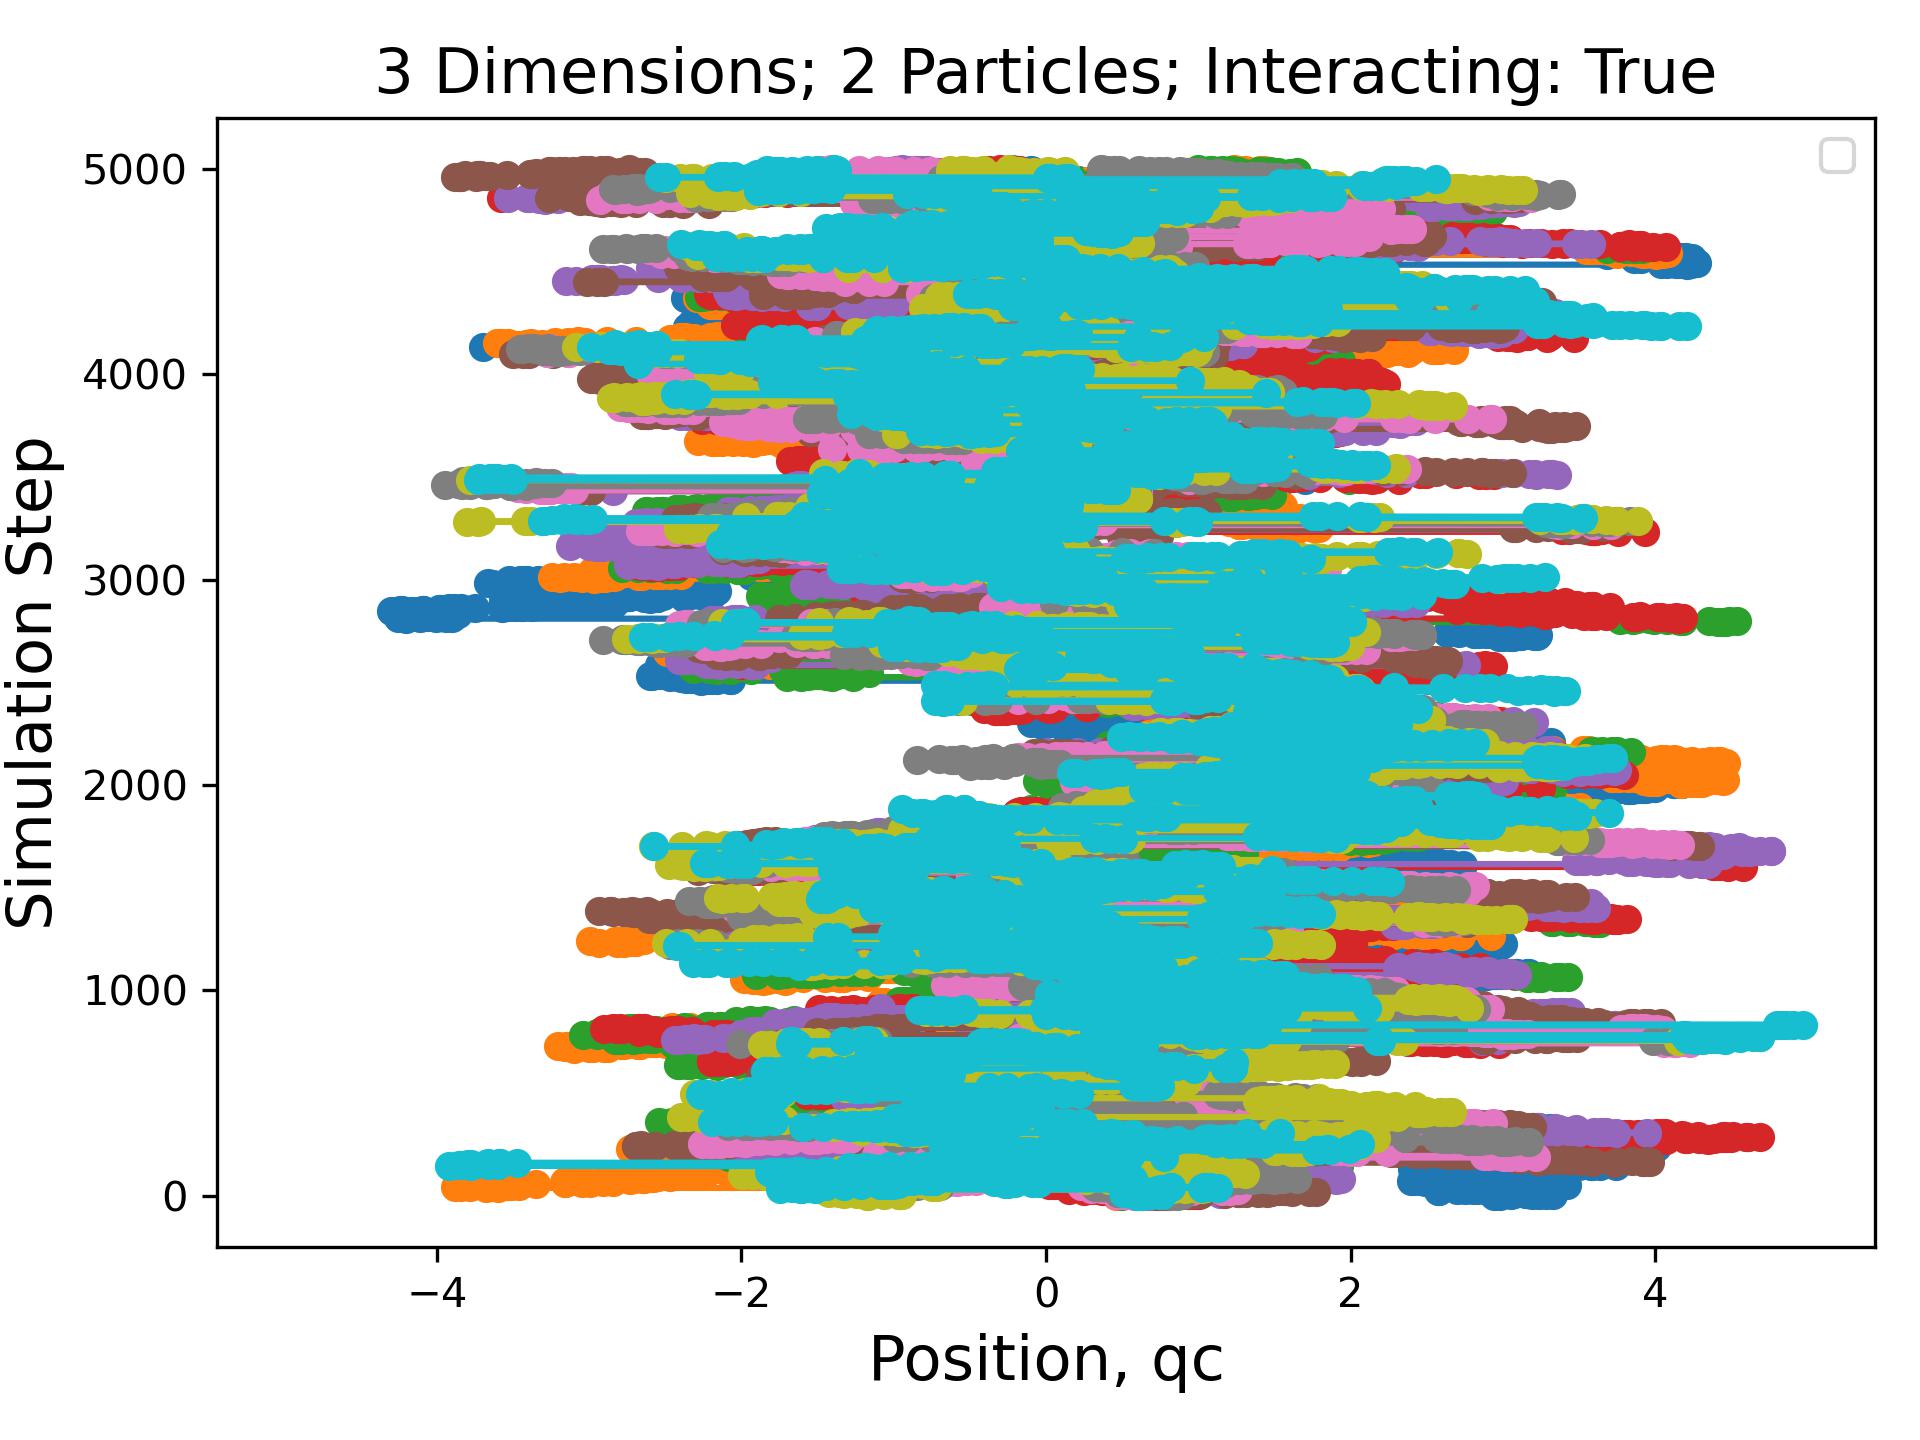 3 Dimensions; 2 Particles; Interacting: True
Simulation Step
5000
4000
3000
2000
1000
0
−4 −2 0 2 4
Position, qc